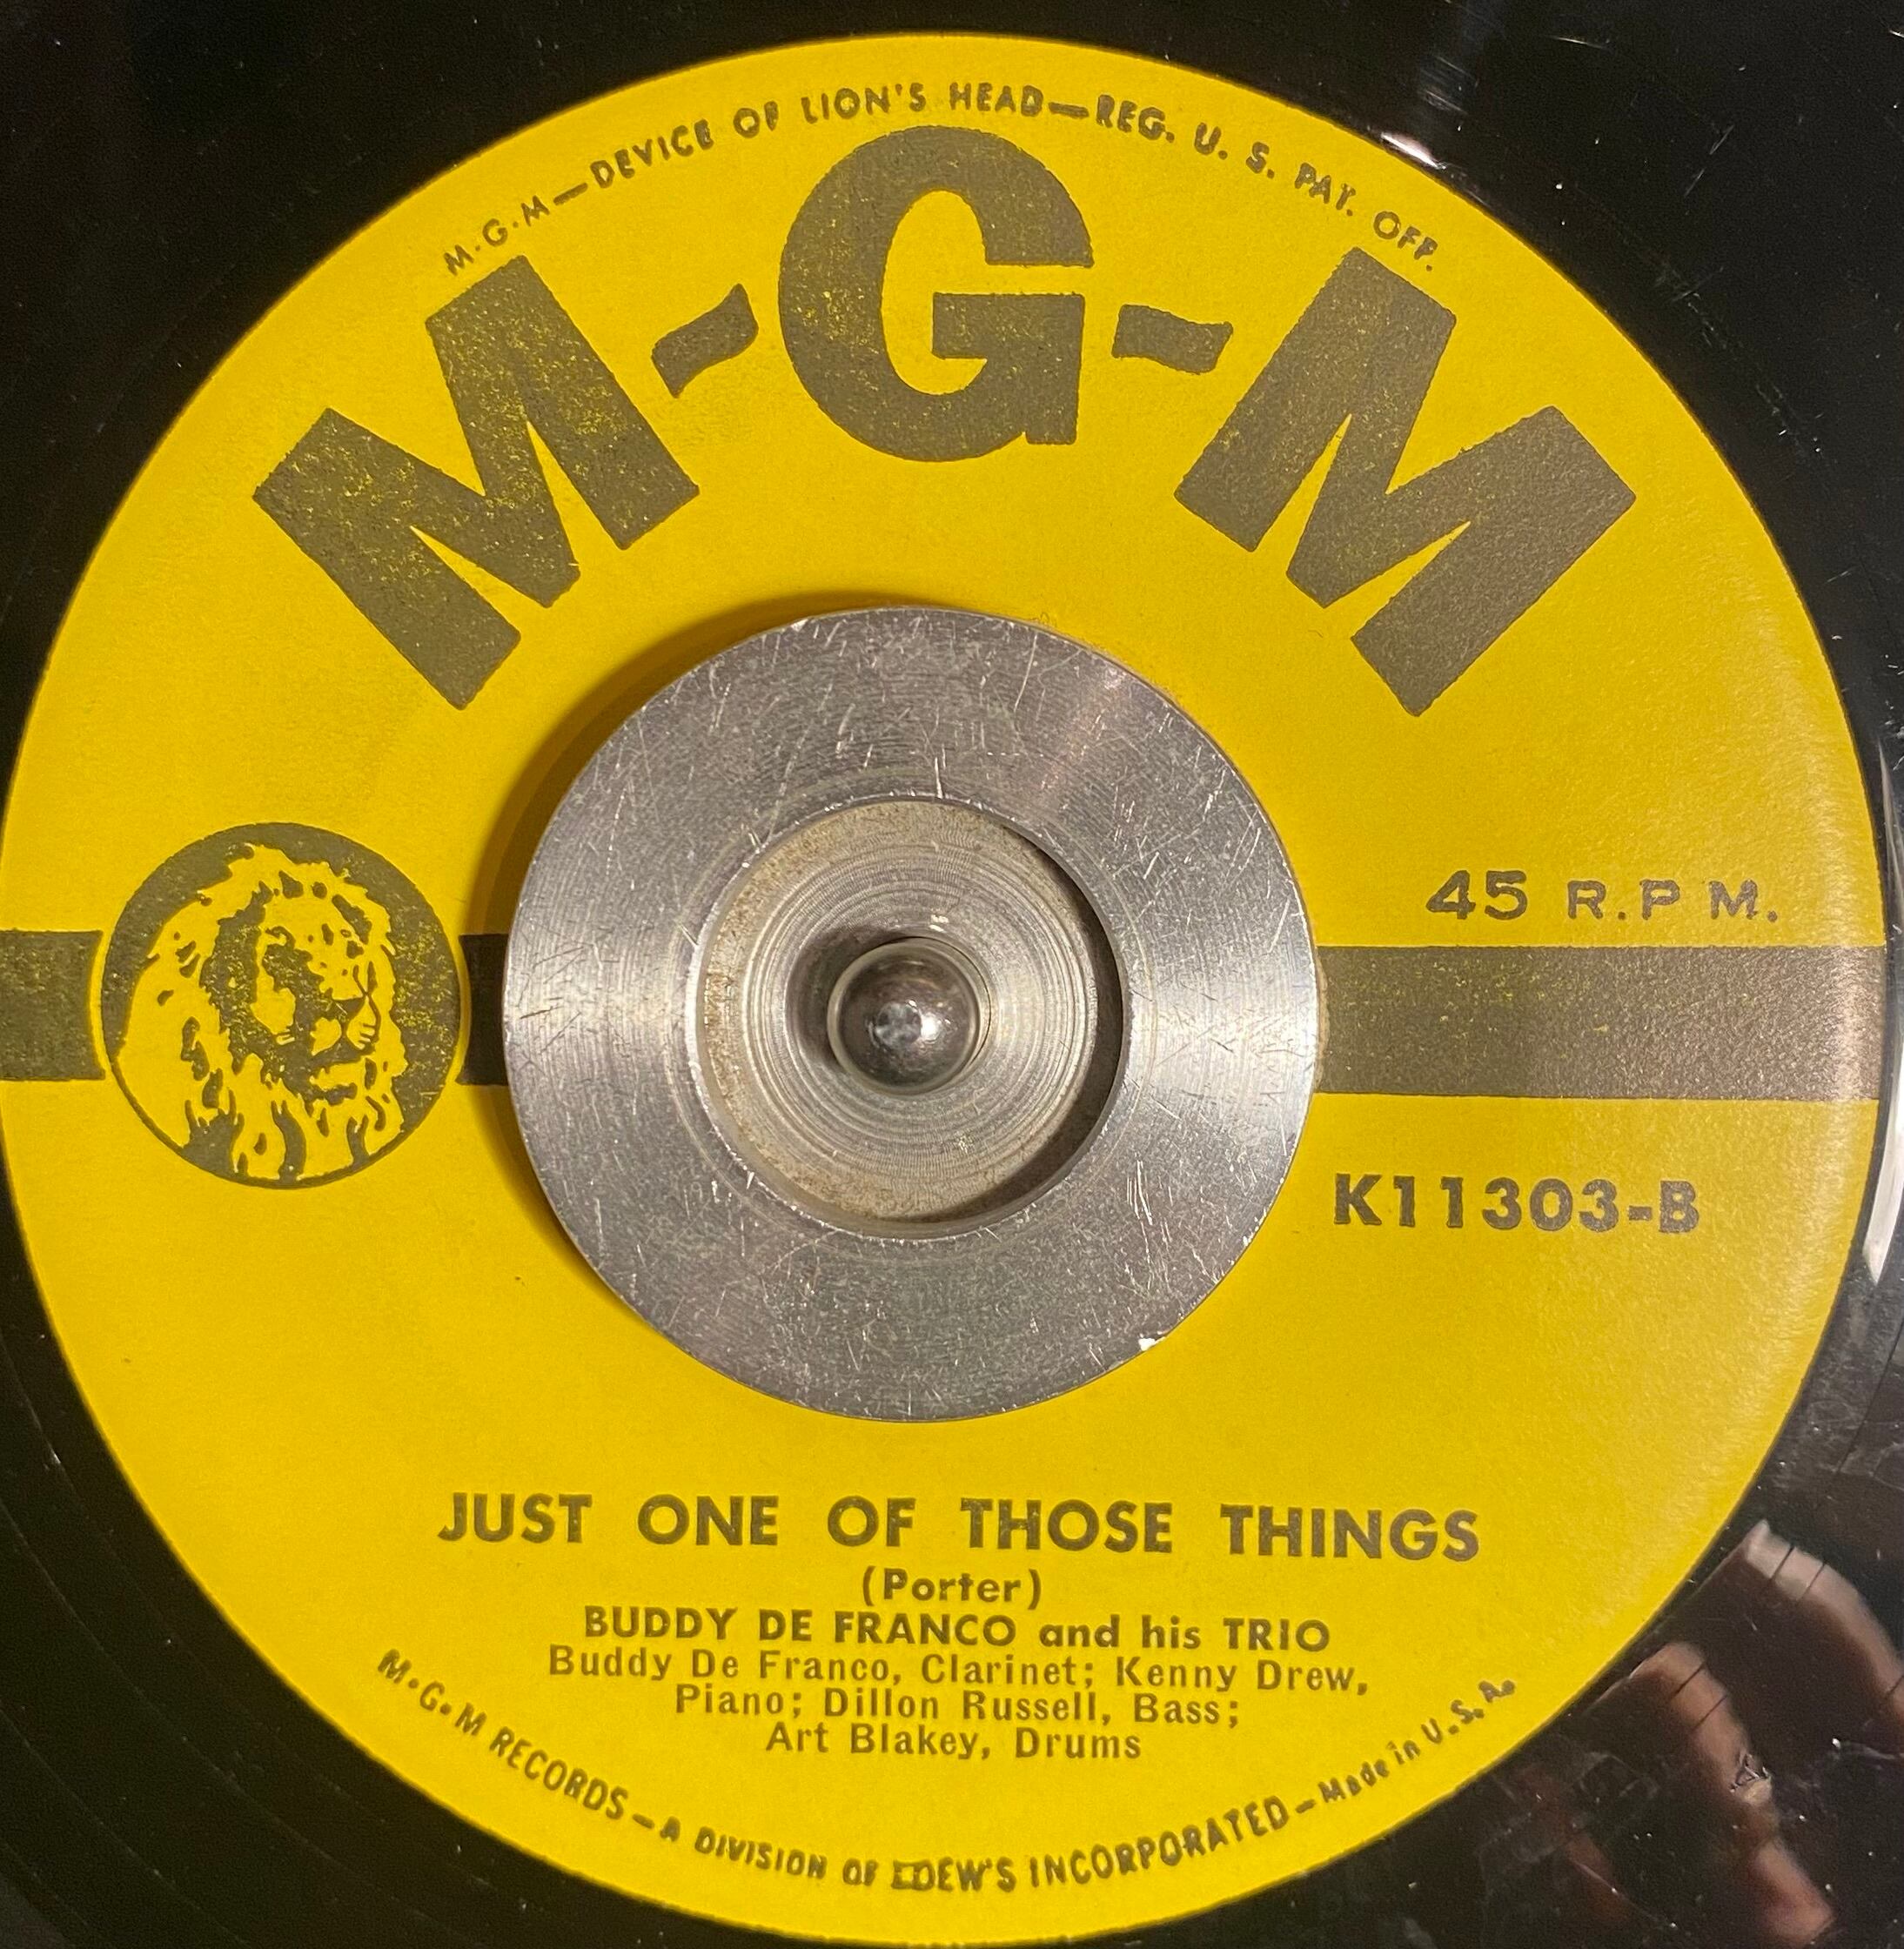 M·G·M—DEVICE OF LION'S HEAD—REG. U. S. PAT. OFF.
M-G-M
45 R.P M.
K11303-B
JUST ONE OF THOSE THINGS
(Porter)
BUDDY DE FRANCO and his TRIO
Buddy De Franco, Clarinet; Kenny Drew,
Piano; Dillon Russell, Bass;
Art Blakey, Drums
M·G·M RECORDS – A DIVISION OF LOEW'S INCORPORATED – Made in U. S. A.